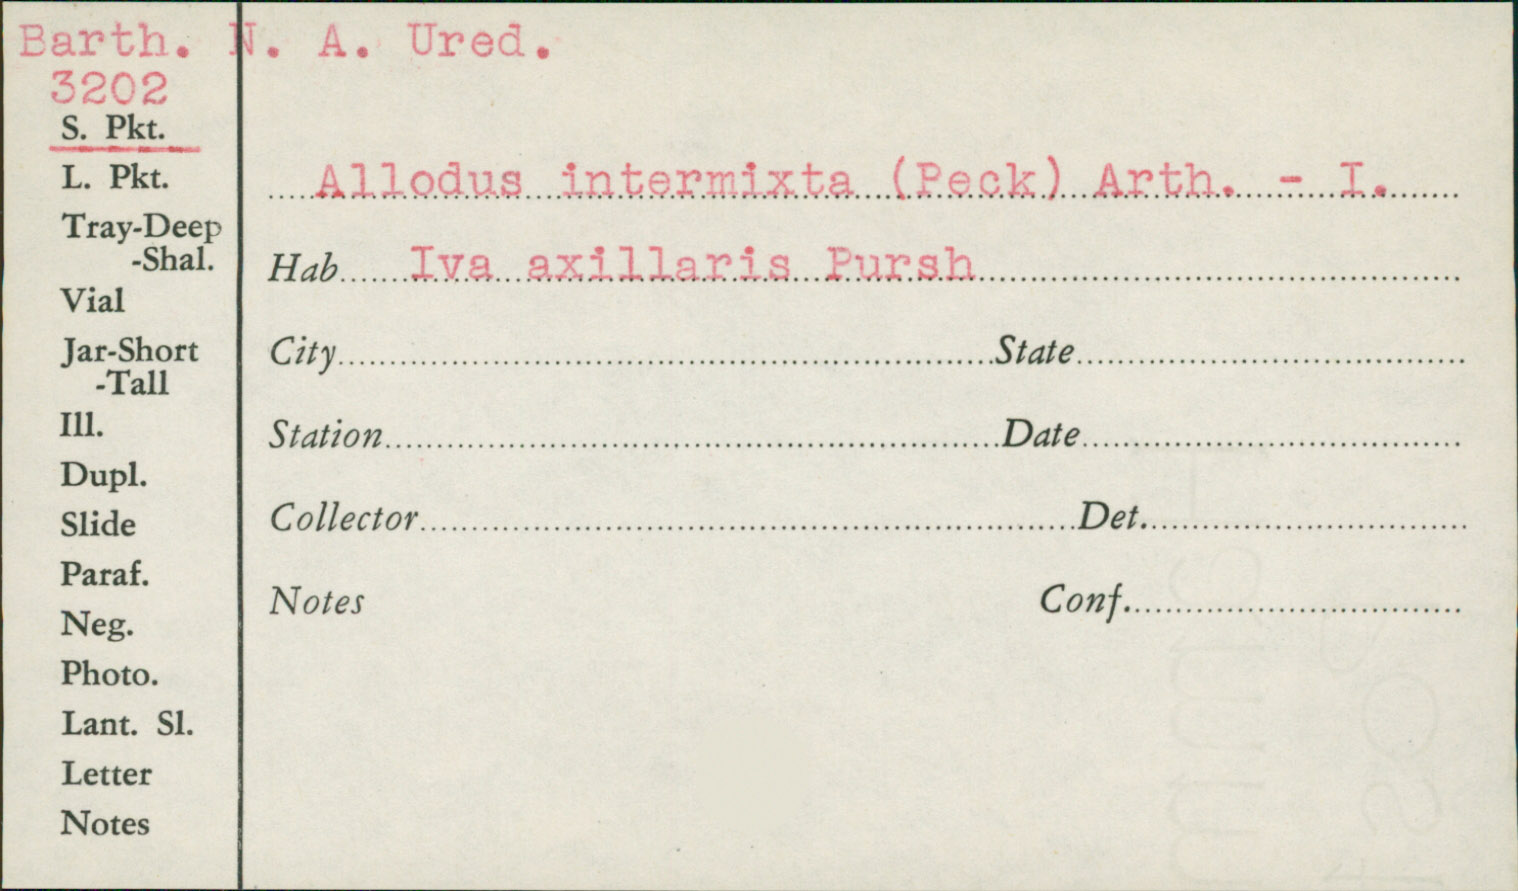 Barth. N. A. Ured.
3202
S. Pkt.
L. Pkt.
Tray-Deep
-Shal.
Vial
Jar-Short
-Tall
Ill.
Dupl.
Slide
Paraf.
Neg.
Photo.
Lant. Sl.
Letter
Notes
Allodus intermixta (Peck) Arth. - I.
Hab Iva axillaris Pursh
City State
Station Date
Collector Det.
Notes Conf.